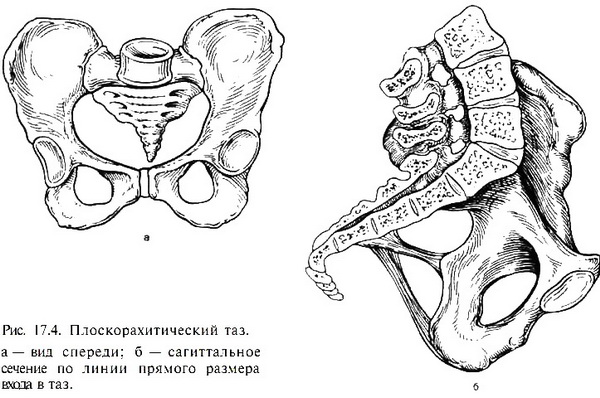 а
Рис. 17.4. Плоскорахитический таз.
а — вид спереди; б — сагиттальное
сечение по линии прямого размера
входа в таз.
б